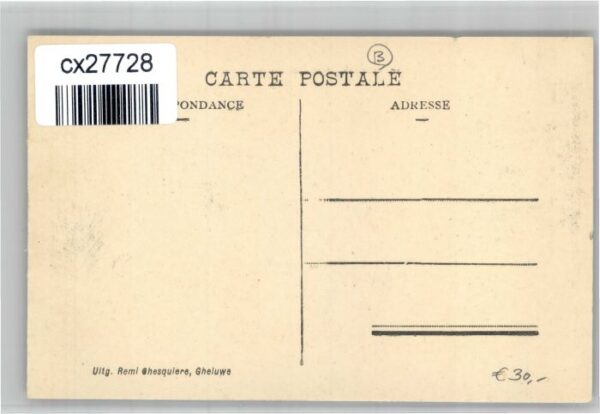 cx27728
B
CARTE POSTALE
PONDANCE
ADRESSE
Uitg. Remi Ghesquiere, Gheluwe
€ 30,-